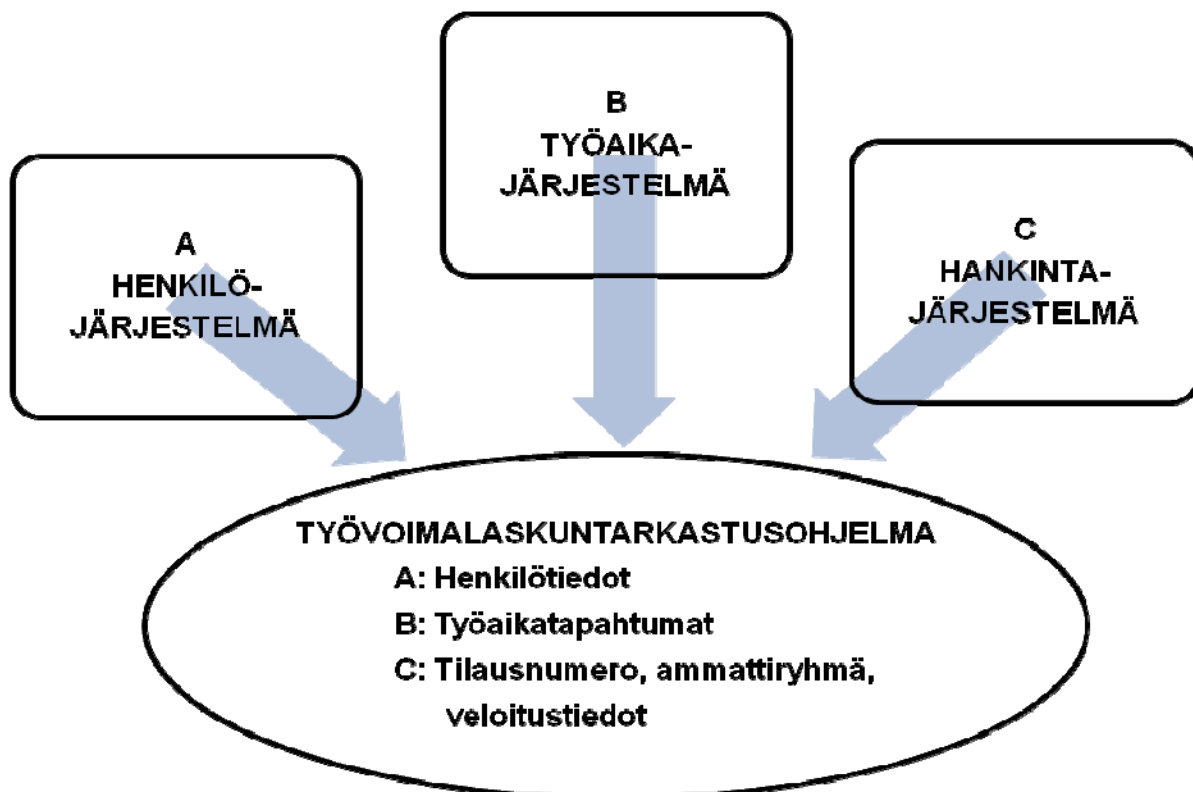 A
HENKILÖ-
JÄRJESTELMÄ
B
TYÖAIKA-
JÄRJESTELMÄ
C
HANKINTA-
JÄRJESTELMÄ
TYÖVOIMALASKUNTARKASTUSOHJELMA
A: Henkilötiedot
B: Työaikatapahtumat
C: Tilausnumero, ammattiryhmä,
veloitustiedot